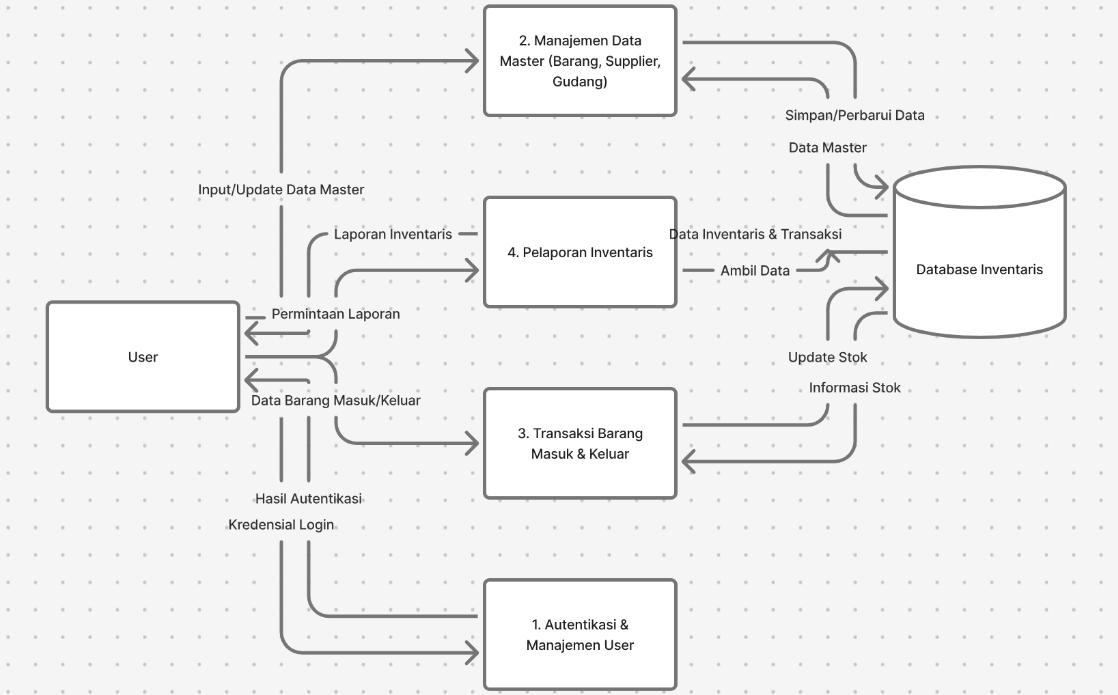 2. Manajemen Data
Master (Barang, Supplier,
Gudang)
Simpan/Perbarui Data
Data Master
Input/Update Data Master
Laporan Inventaris
4. Pelaporan Inventaris
Data Inventaris & Transaksi
Ambil Data
Database Inventaris
Permintaan Laporan
User
Update Stok
Informasi Stok
Data Barang Masuk/Keluar
3. Transaksi Barang
Masuk & Keluar
Hasil Autentikasi
Kredensial Login
1. Autentikasi &
Manajemen User